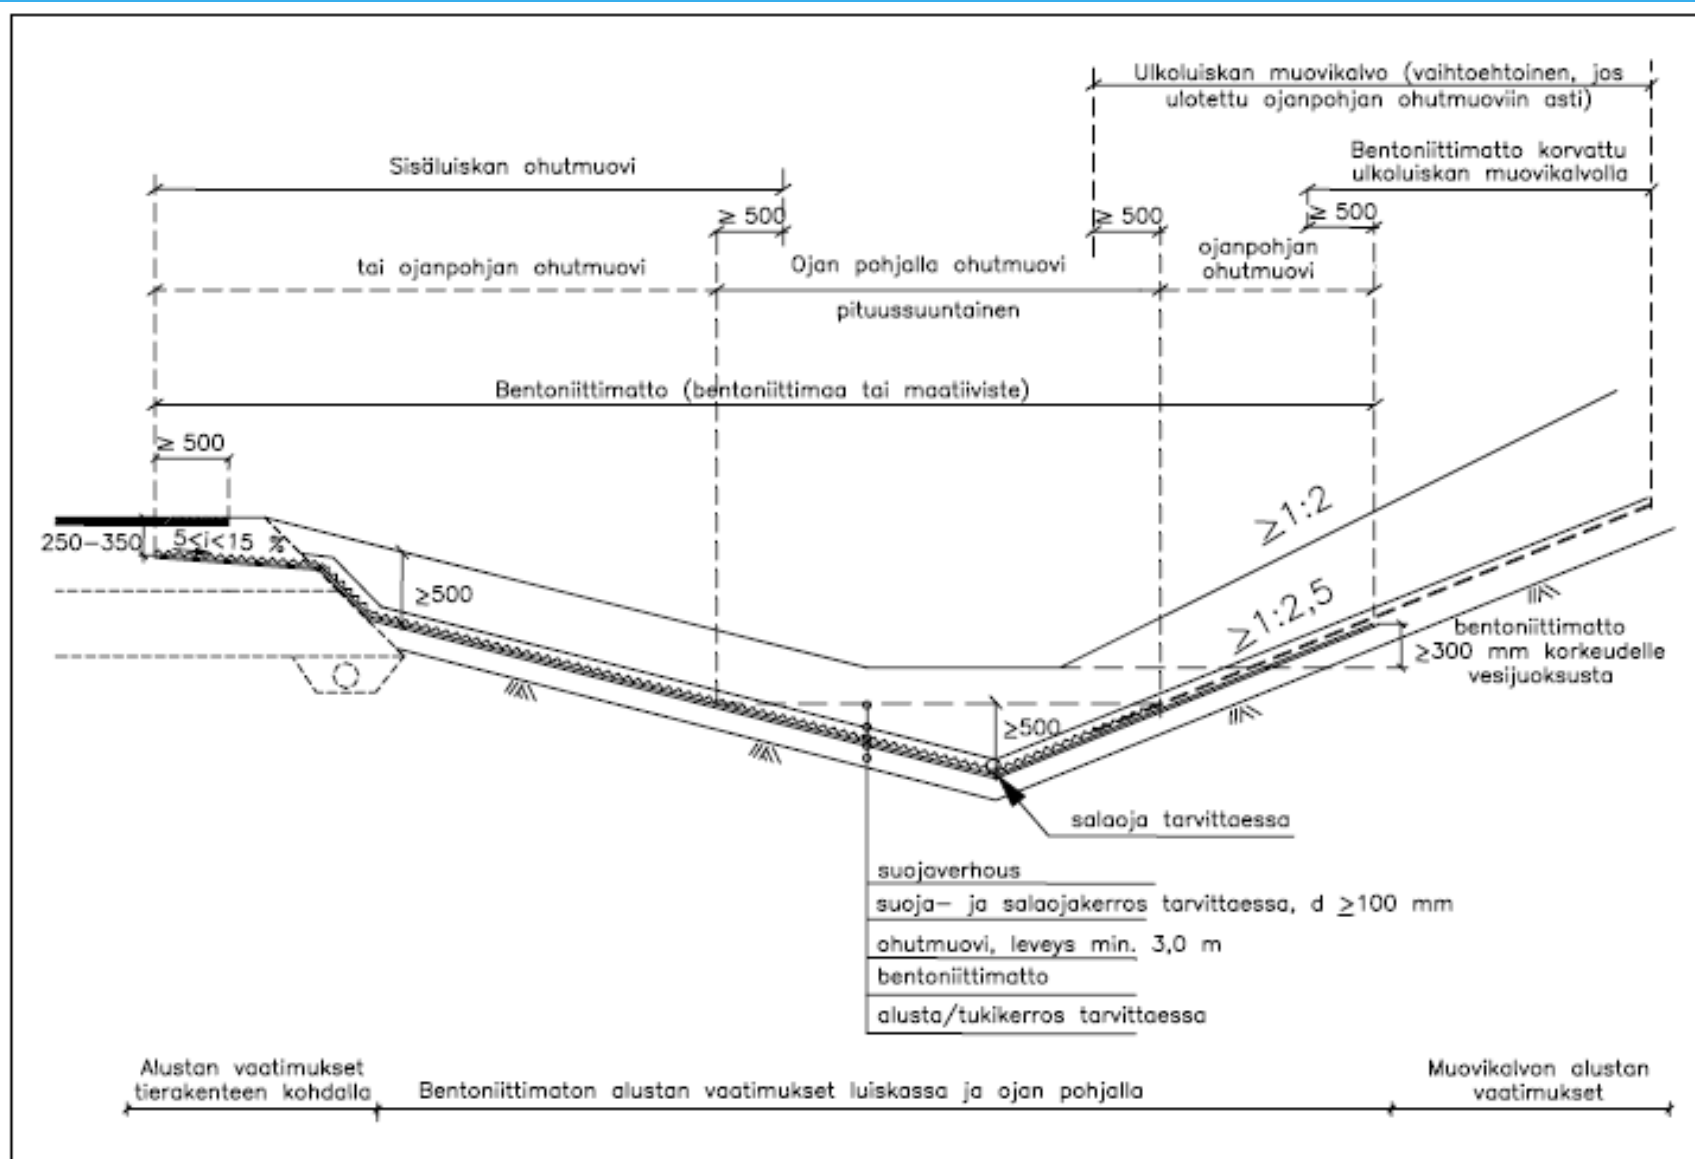 Ulkoluiskan muovikalvo (vaihtoehtoinen, jos
ulotettu ojanpohjan ohutmuoviin asti)
Sisäluiskan ohutmuovi
Bentoniittimatto korvattu
ulkoluiskan muovikalvolla
≥ 500
≥ 500
≥ 500
tai ojanpohjan ohutmuovi
Ojan pohjalla ohutmuovi
pituussuuntainen
ojanpohjan
ohutmuovi
Bentoniittimatto (bentoniittimaa tai maatiiviste)
≥ 500
250-350
5<i<15 %
≥500
≥1:2
≥1:2,5
bentoniittimatto
≥300 mm korkeudelle
vesijuoksusta
≥500
salaoja tarvittaessa
suojaverhous
suoja- ja salaojakerros tarvittaessa, d ≥100 mm
ohutmuovi, leveys min. 3,0 m
bentoniittimatto
alusta/tukikerros tarvittaessa
Alustan vaatimukset
tierakenteen kohdalla
Bentoniittimaton alustan vaatimukset luiskassa ja ojan pohjalla
Muovikalvon alustan
vaatimukset